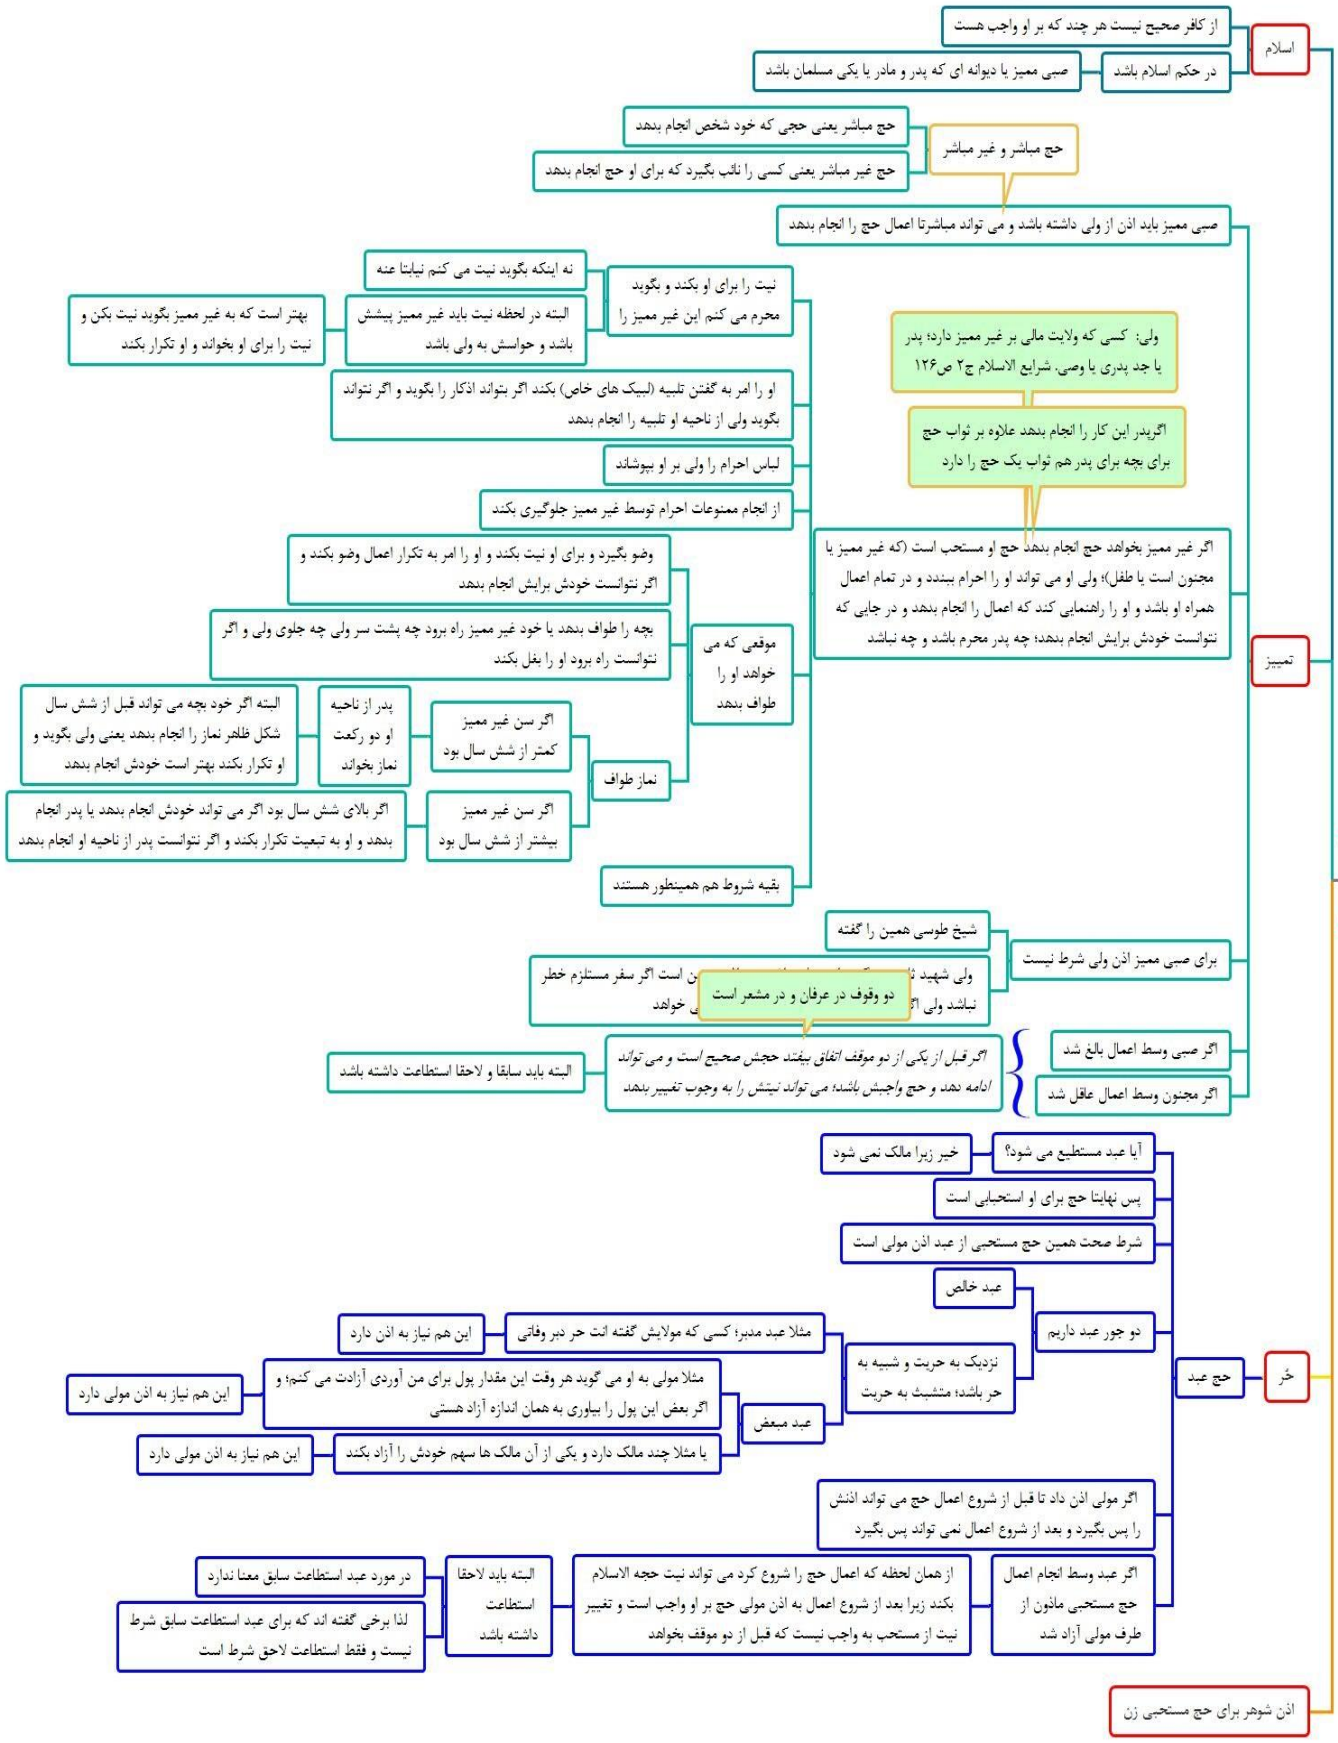 اسلام
از کافر صحیح نیست هر چند که بر او واجب هست
در حکم اسلام باشد
صبی ممیز یا دیوانه ای که پدر و مادر یا یکی مسلمان باشد
حج مباشر و غیر مباشر
حج مباشر یعنی حجی که خود شخص انجام بدهد
حج غیر مباشر یعنی کسی را نائب بگیرد که برای او حج انجام بدهد
تمییز
صبی ممیز باید اذن از ولی داشته باشد و می تواند مباشرتا اعمال حج را انجام بدهد
ولی: کسی که ولایت مالی بر غیر ممیز دارد؛ پدر
یا جد پدری یا وصی. شرایع الاسلام ج۲ ص۱۲۶
اگرپدر این کار را انجام بدهد علاوه بر ثواب حج
برای بچه برای پدر هم ثواب یک حج را دارد
اگر غیر ممیز بخواهد حج انجام بدهد حج او مستحب است (که غیر ممیز یا
مجنون است یا طفل)؛ ولی او می تواند او را احرام ببندد و در تمام اعمال
همراه او باشد و او را راهنمایی کند که اعمال را انجام بدهد و در جایی که
نتوانست خودش برایش انجام بدهد؛ چه پدر محرم باشد و چه نباشد
نیت را برای او بکند و بگوید
محرم می کنم این غیر ممیز را
نه اینکه بگوید نیت می کنم نیابتا عنه
البته در لحظه نیت باید غیر ممیز پیشش
باشد و حواسش به ولی باشد
بهتر است که به غیر ممیز بگوید نیت بکن و
نیت را برای او بخواند و او تکرار بکند
او را امر به گفتن تلبیه (لبیک های خاص) بکند اگر بتواند اذکار را بگوید و اگر نتواند
بگوید ولی از ناحیه او تلبیه را انجام بدهد
لباس احرام را ولی بر او بپوشاند
از انجام ممنوعات احرام توسط غیر ممیز جلوگیری بکند
موقعی که می
خواهد او را
طواف بدهد
وضو بگیرد و برای او نیت بکند و او را امر به تکرار اعمال وضو بکند و
اگر نتوانست خودش برایش انجام بدهد
بچه را طواف بدهد یا خود غیر ممیز راه برود چه پشت سر ولی چه جلوی ولی و اگر
نتوانست راه برود او را بغل بکند
نماز طواف
اگر سن غیر ممیز
کمتر از شش سال بود
پدر از ناحیه
او دو رکعت
نماز بخواند
البته اگر خود بچه می تواند قبل از شش سال
شکل ظاهر نماز را انجام بدهد یعنی ولی بگوید و
او تکرار بکند بهتر است خودش انجام بدهد
اگر سن غیر ممیز
بیشتر از شش سال بود
اگر بالای شش سال بود اگر می تواند خودش انجام بدهد یا پدر انجام
بدهد و او به تبعیت تکرار بکند و اگر نتوانست پدر از ناحیه او انجام بدهد
بقیه شروط هم همینطور هستند
برای صبی ممیز اذن ولی شرط نیست
شیخ طوسی همین را گفته
ولی شهید است اگر سفر مستلزم خطر
نباشد ولی خواهد
دو وقوف در عرفان و در مشعر است
اگر صبی وسط اعمال بالغ شد
اگر مجنون وسط اعمال عاقل شد
اگر قبل از یکی از دو موقف اتفاق بیفتد حجش صحیح است و می تواند
ادامه دهد و حج واجبش باشد؛ می تواند نیتش را به وجوب تغییر بدهد
البته باید سابقا و لاحقا استطاعت داشته باشد
حُر
حج عبد
آیا عبد مستطیع می شود؟
خیر زیرا مالک نمی شود
پس نهایتا حج برای او استحبابی است
شرط صحت همین حج مستحبی از عبد اذن مولی است
دو جور عبد داریم
عبد خالص
نزدیک به حریت و شبیه به
حر باشد؛ متشبث به حریت
مثلا عبد مدبر؛ کسی که مولایش گفته انت حر دبر وفاتی
این هم نیاز به اذن دارد
عبد مبعض
مثلا مولی به او می گوید هر وقت این مقدار پول برای من آوردی آزادت می کنم؛ و
اگر بعض این پول را بیاوری به همان اندازه آزاد هستی
این هم نیاز به اذن مولی دارد
یا مثلا چند مالک دارد و یکی از آن مالک ها سهم خودش را آزاد بکند
این هم نیاز به اذن مولی دارد
اگر مولی اذن داد تا قبل از شروع اعمال حج می تواند اذنش
را پس بگیرد و بعد از شروع اعمال نمی تواند پس بگیرد
اگر عبد وسط انجام اعمال
حج مستحبی ماذون از
طرف مولی آزاد شد
از همان لحظه که اعمال حج را شروع کرد می تواند نیت حجه الاسلام
بکند زیرا بعد از شروع اعمال به اذن مولی حج بر او واجب است و تغییر
نیت از مستحب به واجب نیست که قبل از دو موقف بخواهد
البته باید لاحقا
استطاعت
داشته باشد
در مورد عبد استطاعت سابق معنا ندارد
لذا برخی گفته اند که برای عبد استطاعت سابق شرط
نیست و فقط استطاعت لاحق شرط است
اذن شوهر برای حج مستحبی زن